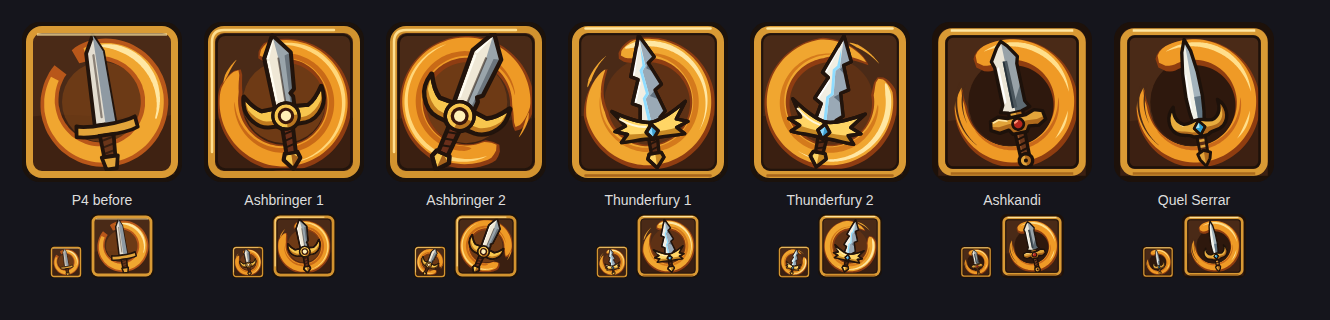 P4 before
Ashbringer 1
Ashbringer 2
Thunderfury 1
Thunderfury 2
Ashkandi
Quel Serrar